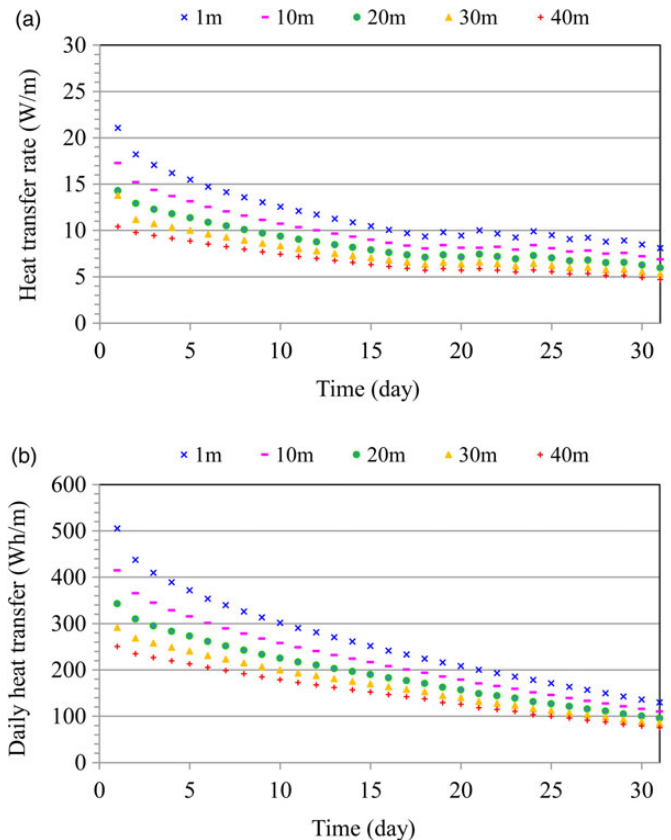 (a)
1m 10m 20m 30m 40m
30
25
20
15
10
5
0
Heat transfer rate (W/m)
0 5 10 15 20 25 30
Time (day)
(b)
1m 10m 20m 30m 40m
600
500
400
300
200
100
0
Daily heat transfer (Wh/m)
0 5 10 15 20 25 30
Time (day)